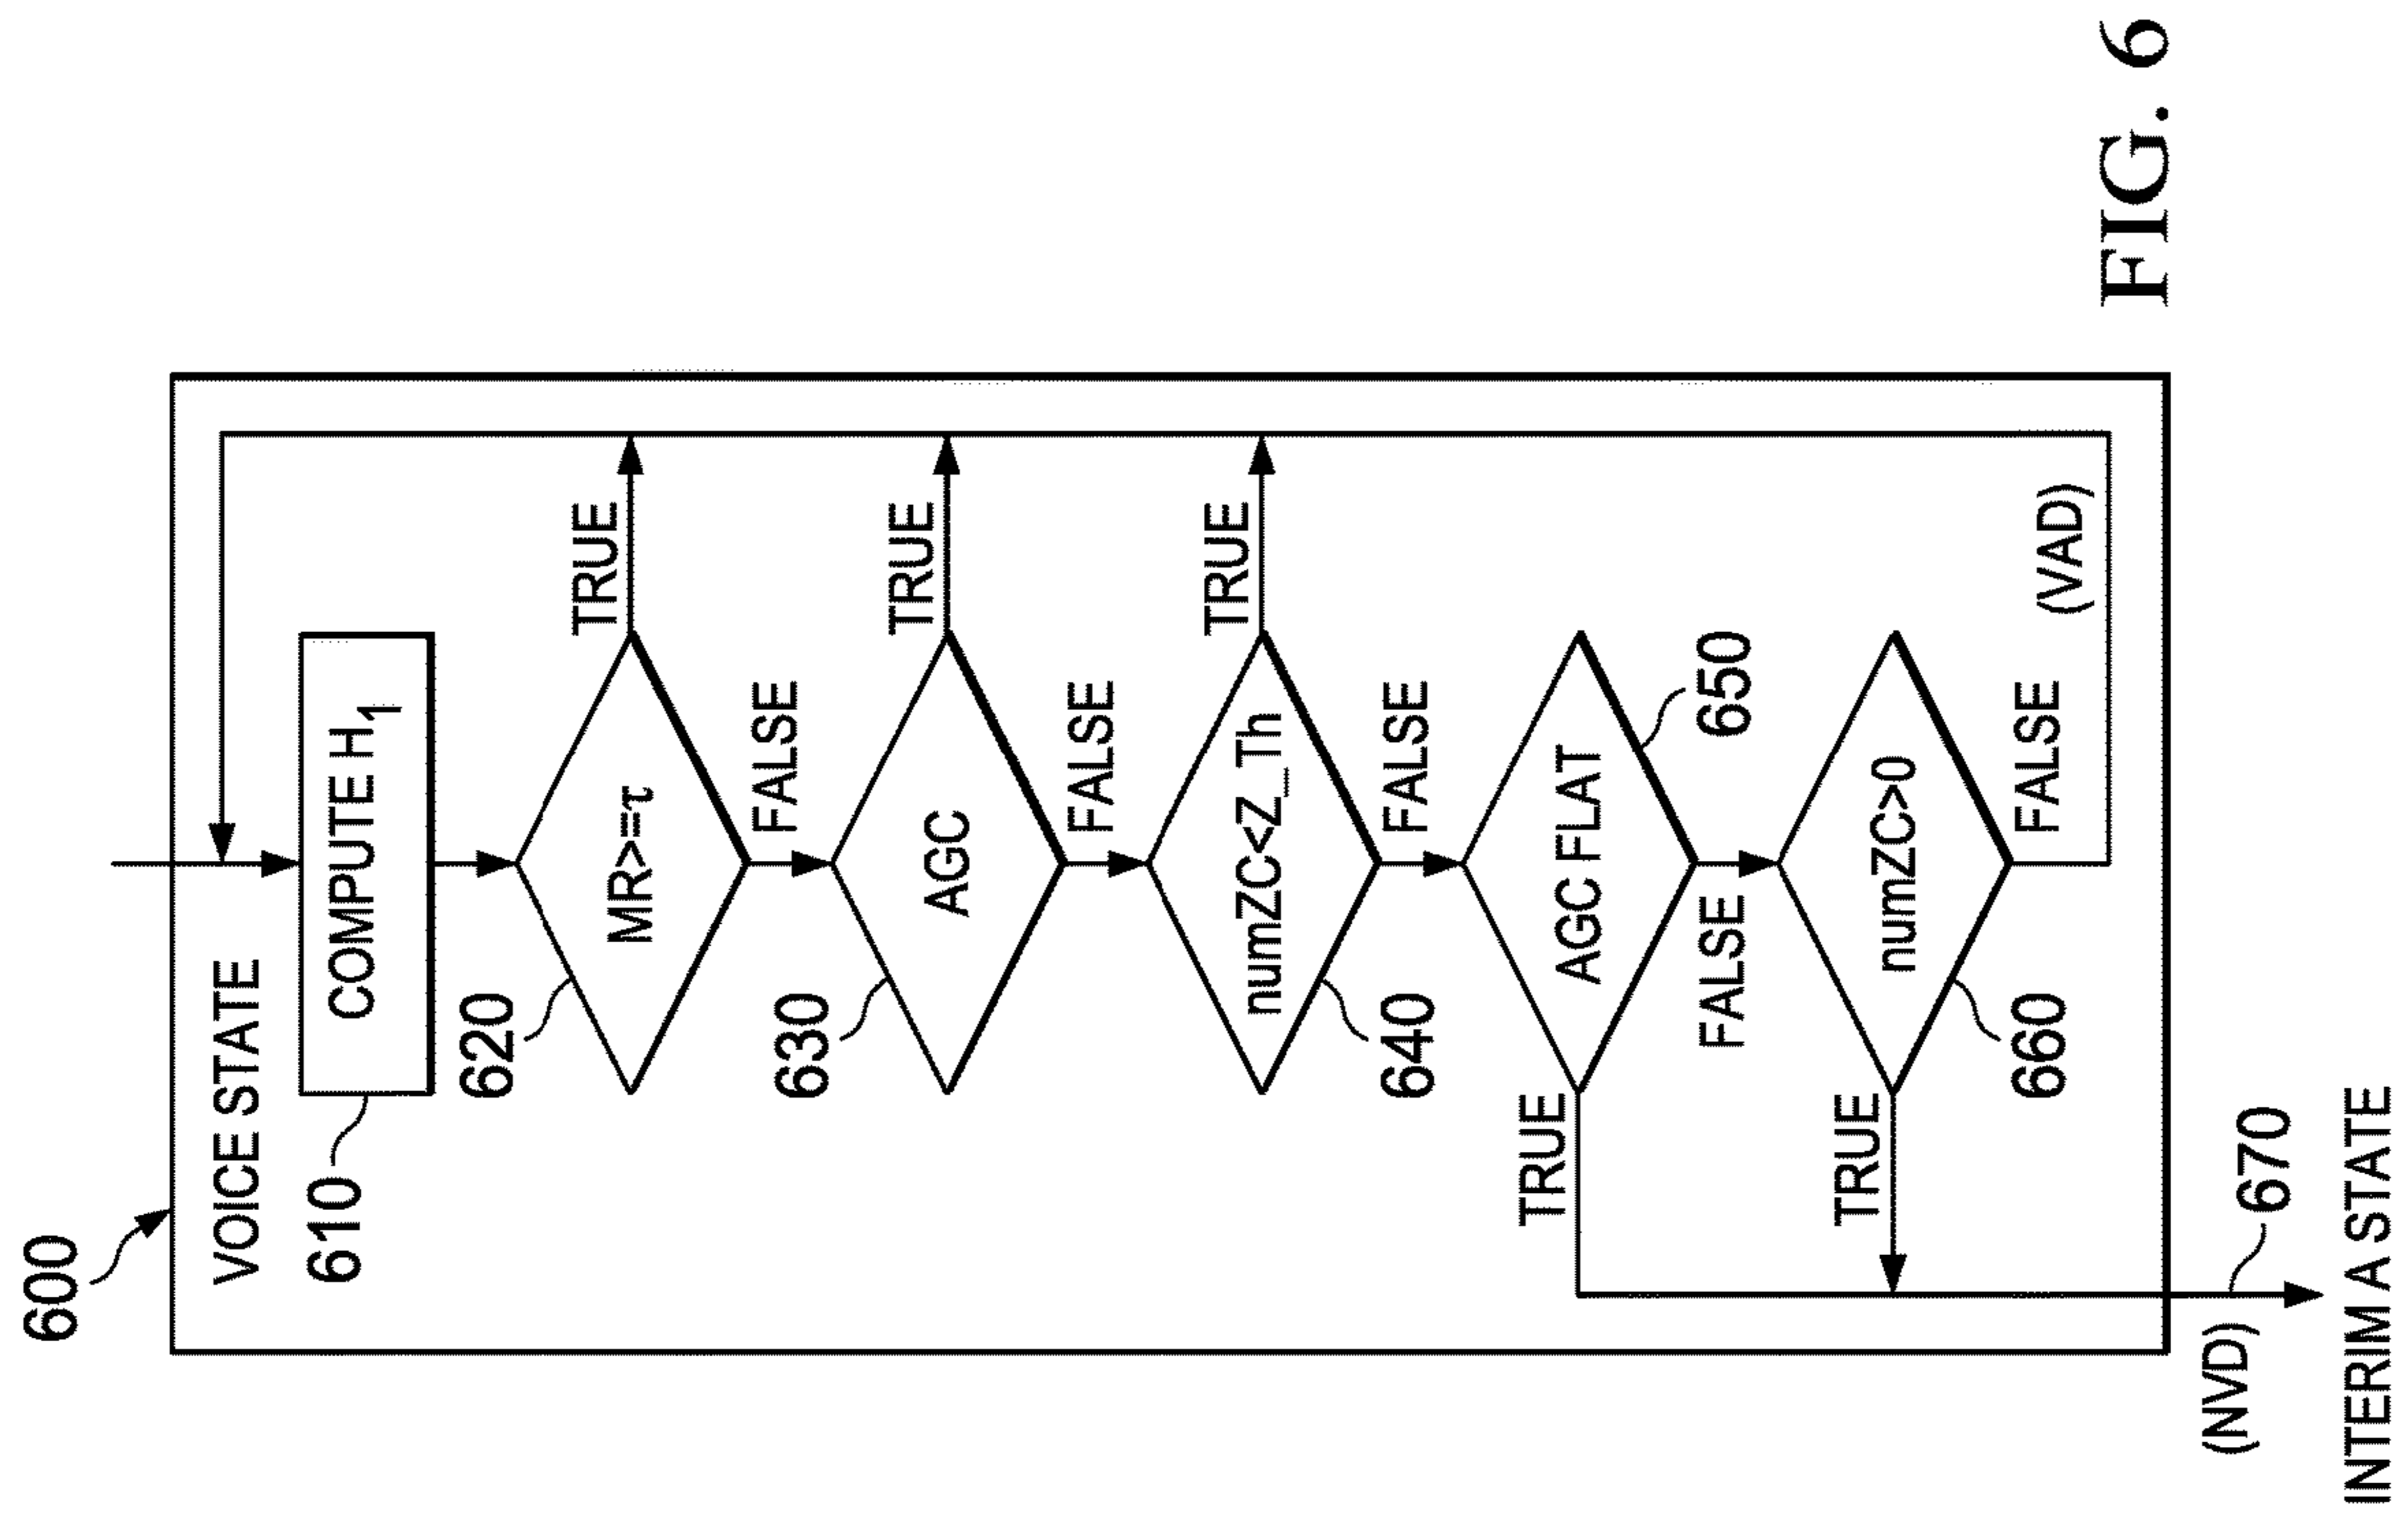 600
VOICE STATE
610
COMPUTE H1
620
MR>=τ
TRUE
FALSE
630
AGC
TRUE
FALSE
640
numZC<Z_Th
TRUE
FALSE
650
AGC FLAT
TRUE
FALSE
660
numZC>0
TRUE
FALSE
(VAD)
(NVD)
670
INTERIM A STATE
FIG. 6